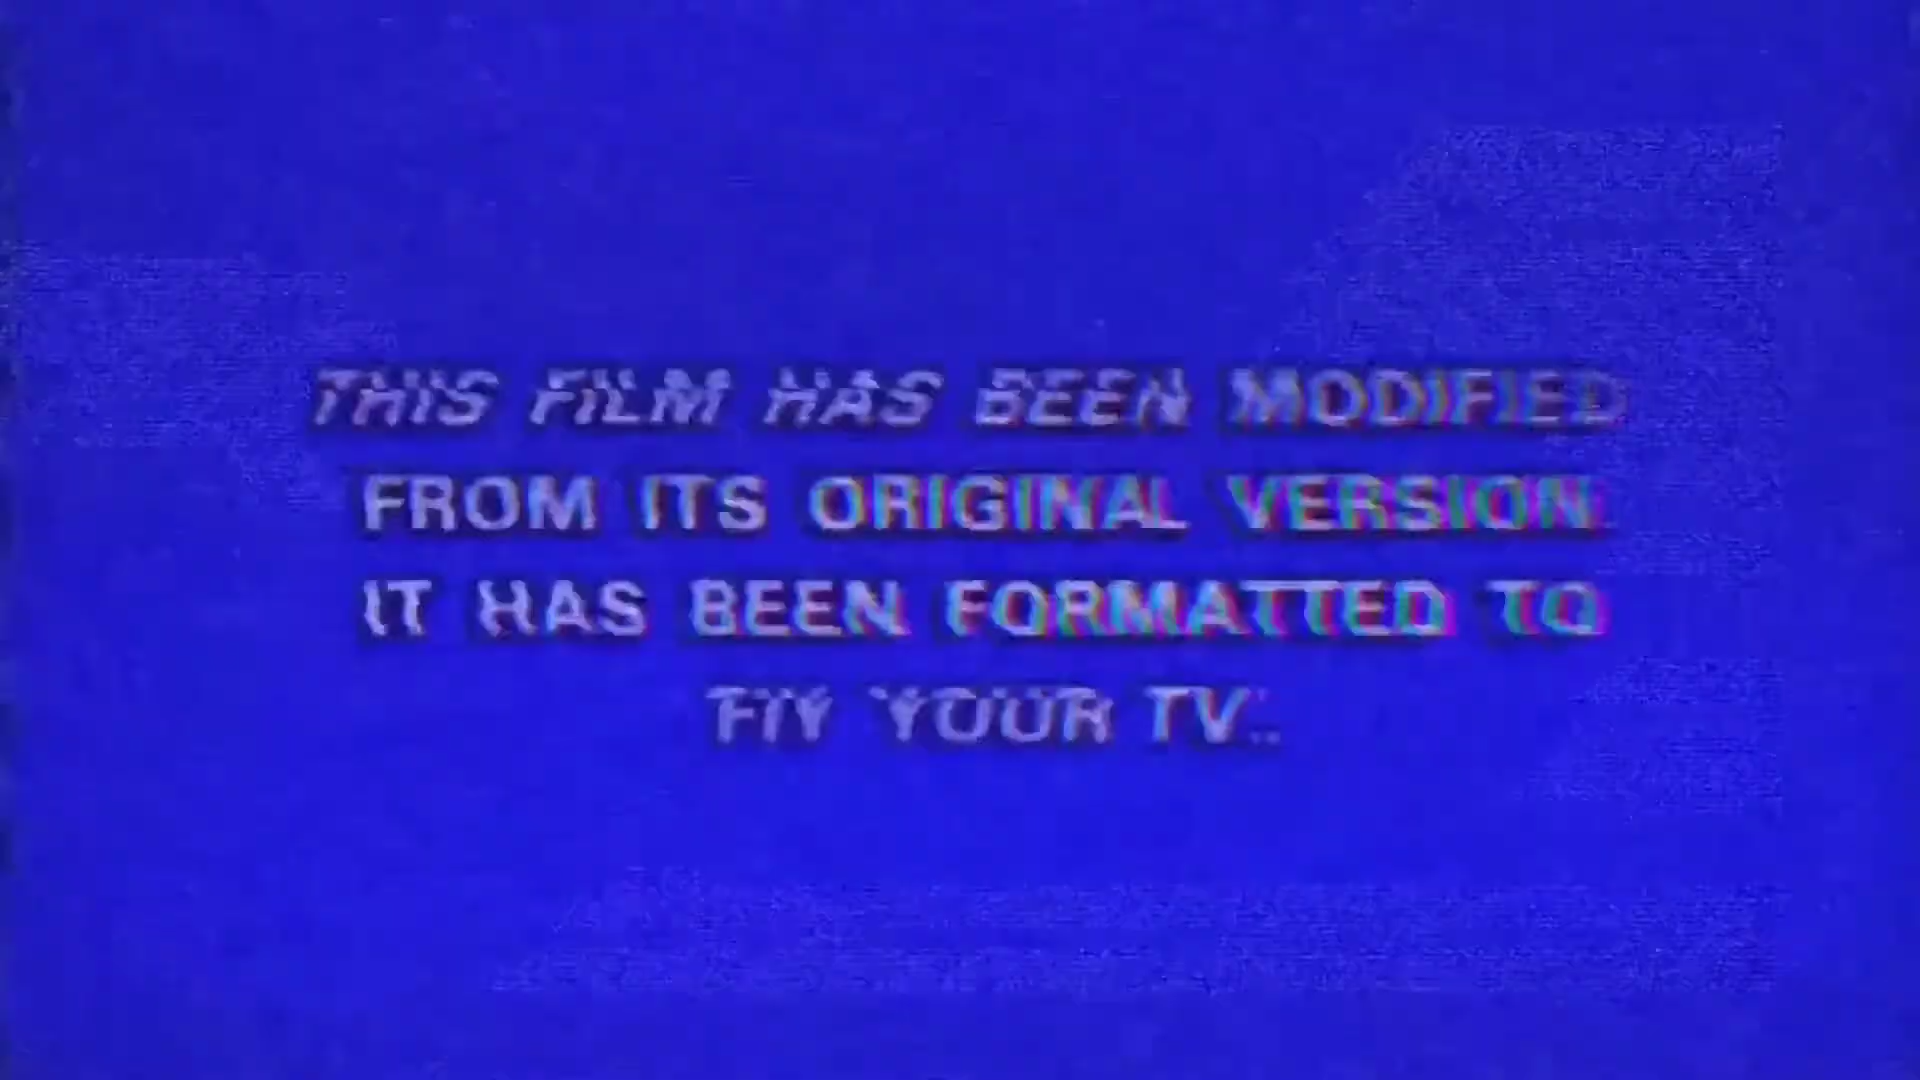 THIS FILM HAS BEEN MODIFIED
FROM ITS ORIGINAL VERSION
IT HAS BEEN FORMATTED TO
FIT YOUR TV..